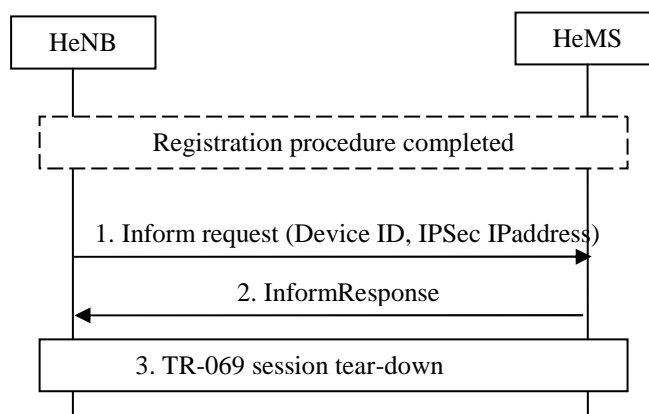 HeNB
HeMS
Registration procedure completed
1. Inform request (Device ID, IPSec IPaddress)
2. InformResponse
3. TR-069 session tear-down